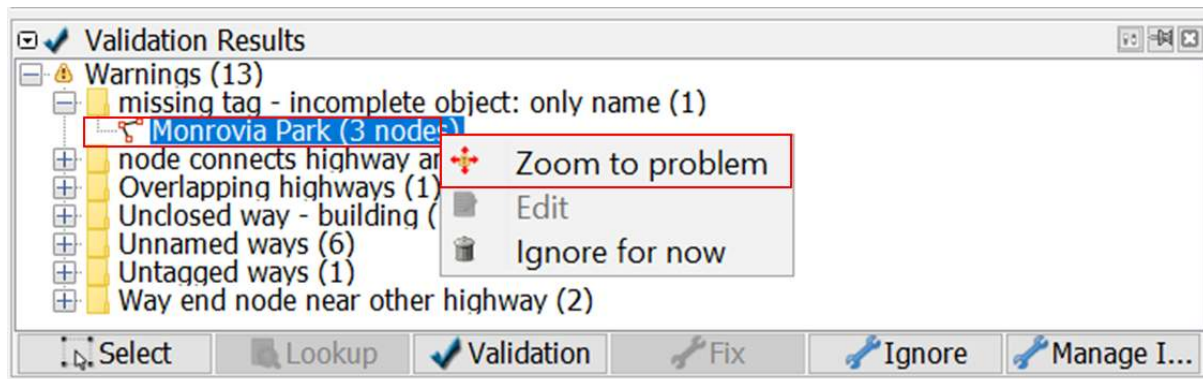 Validation Results
Warnings (13)
missing tag - incomplete object: only name (1)
Monrovia Park (3 nodes)
Zoom to problem
node connects highway
Overlapping highways (1)
Edit
Unclosed way - building (
Unnamed ways (6)
Ignore for now
Untagged ways (1)
Way end node near other highway (2)
Select Lookup Validation Fix Ignore Manage I...